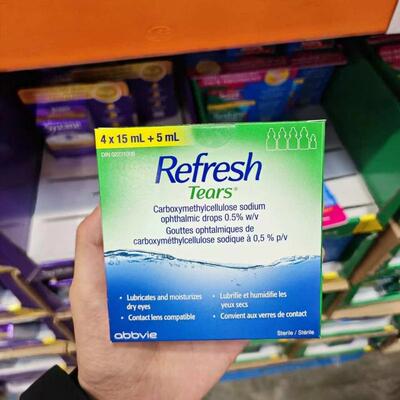 4 x 15 mL + 5 mL
Refresh
Tears®
Carboxymethylcellulose sodium
ophthalmic drops 0.5% w/v
Gouttes ophtalmiques de
carboxyméthylcellulose sodique à 0,5 % p/v
• Lubricates and moisturizes
dry eyes
• Contact lens compatible
• Lubrifie et humidifie les
yeux secs
• Convient aux verres de contact
abbvie
Sterile / Stérile